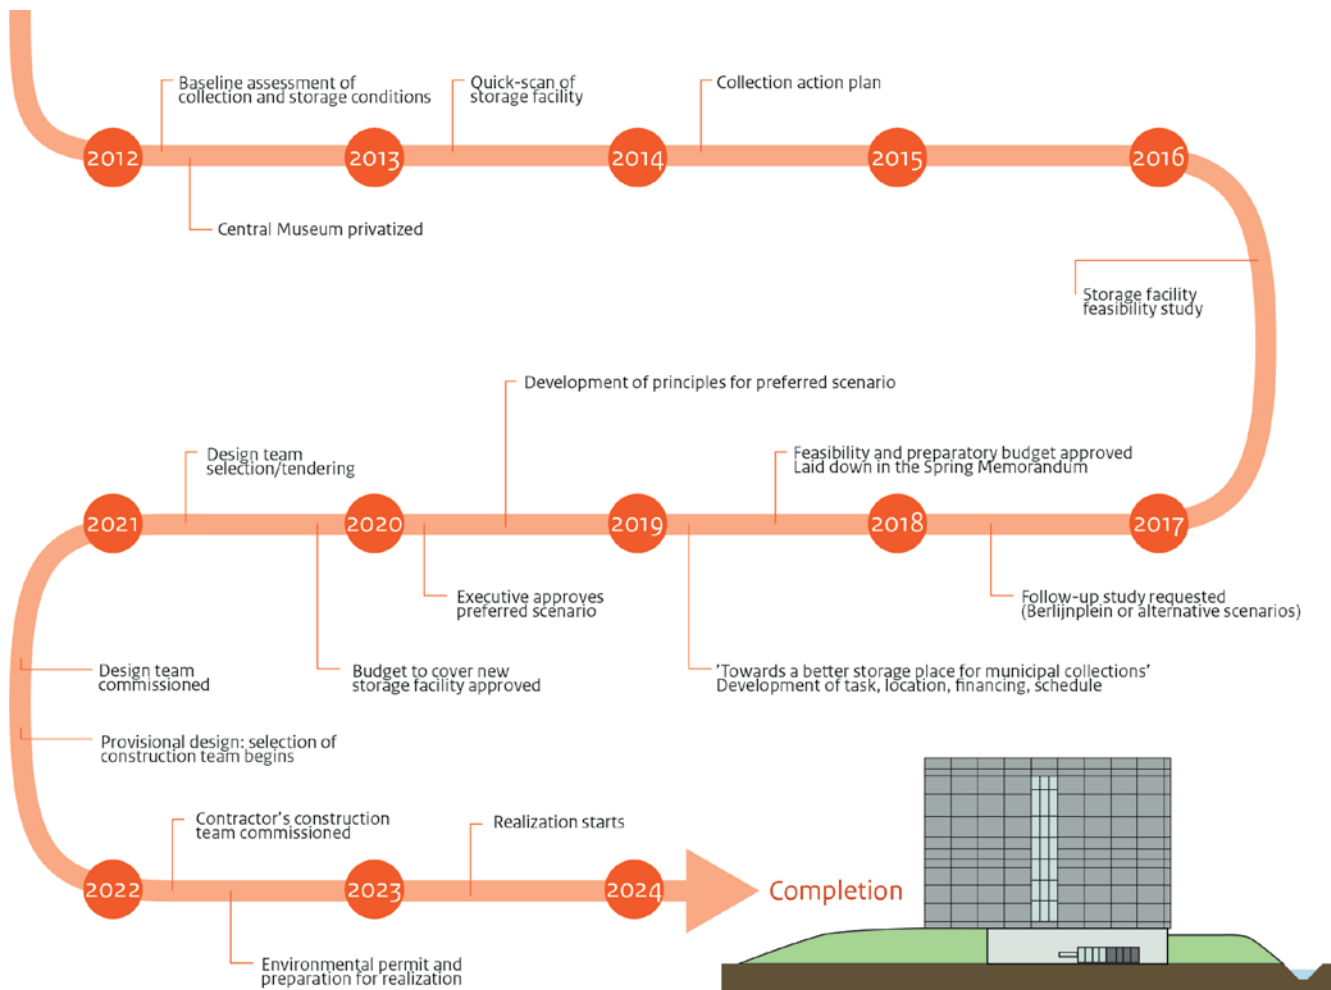 Baseline assessment of
collection and storage conditions
Quick-scan of
storage facility
Collection action plan
2012
2013
2014
2015
2016
Central Museum privatized
Storage facility
feasibility study
Development of principles for preferred scenario
Design team
selection/tendering
Feasibility and preparatory budget approved
Laid down in the Spring Memorandum
2021
2020
2019
2018
2017
Executive approves
preferred scenario
Follow-up study requested
(Berlijnplein or alternative scenarios)
Design team
commissioned
Budget to cover new
storage facility approved
'Towards a better storage place for municipal collections'
Development of task, location, financing, schedule
Provisional design: selection of
construction team begins
Contractor's construction
team commissioned
Realization starts
2022
2023
2024
Completion
Environmental permit and
preparation for realization